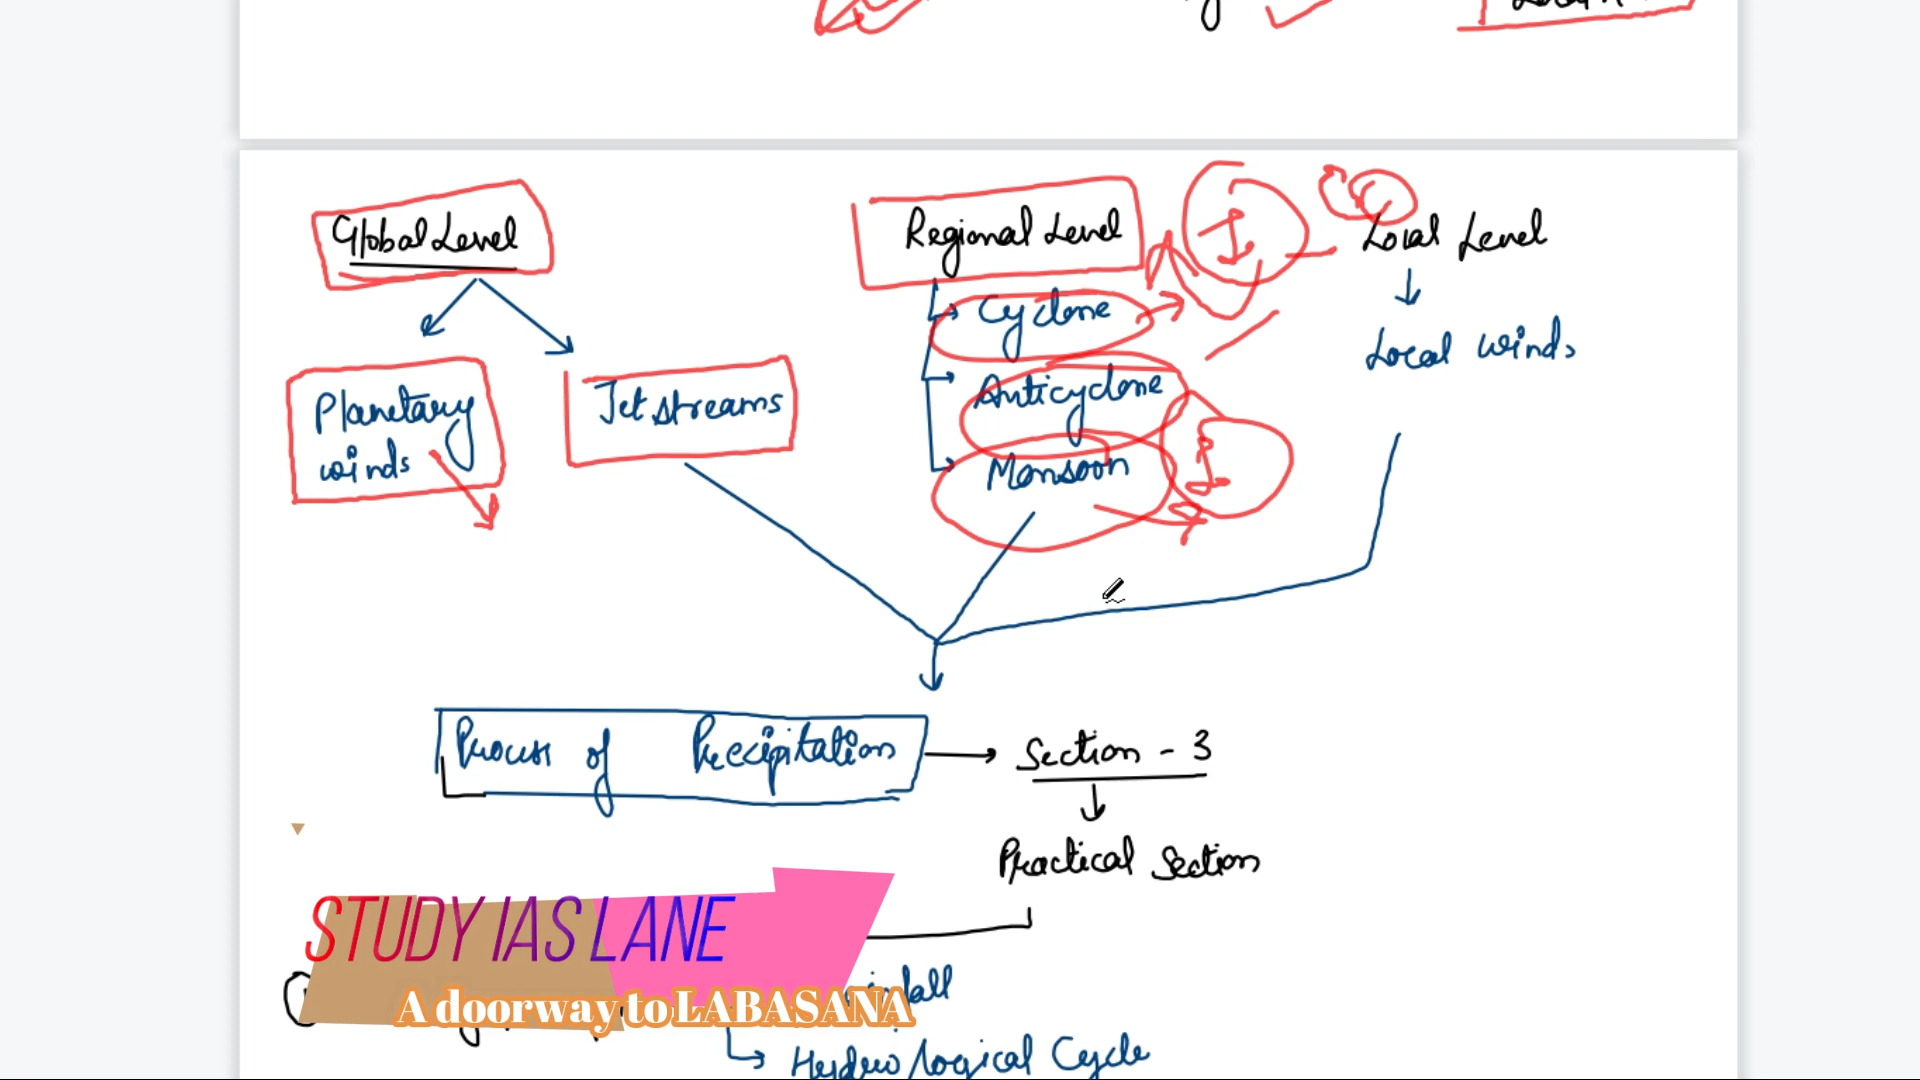 Global Level
Regional Level
Local Level
Cyclone
Local winds
Anticyclone
Planetary
winds
Jet streams
Monsoon
Process of Precipitation
Section - 3
Practical Section
STUDY IAS LANE
A doorway to LABASANA
Hydrological Cycle